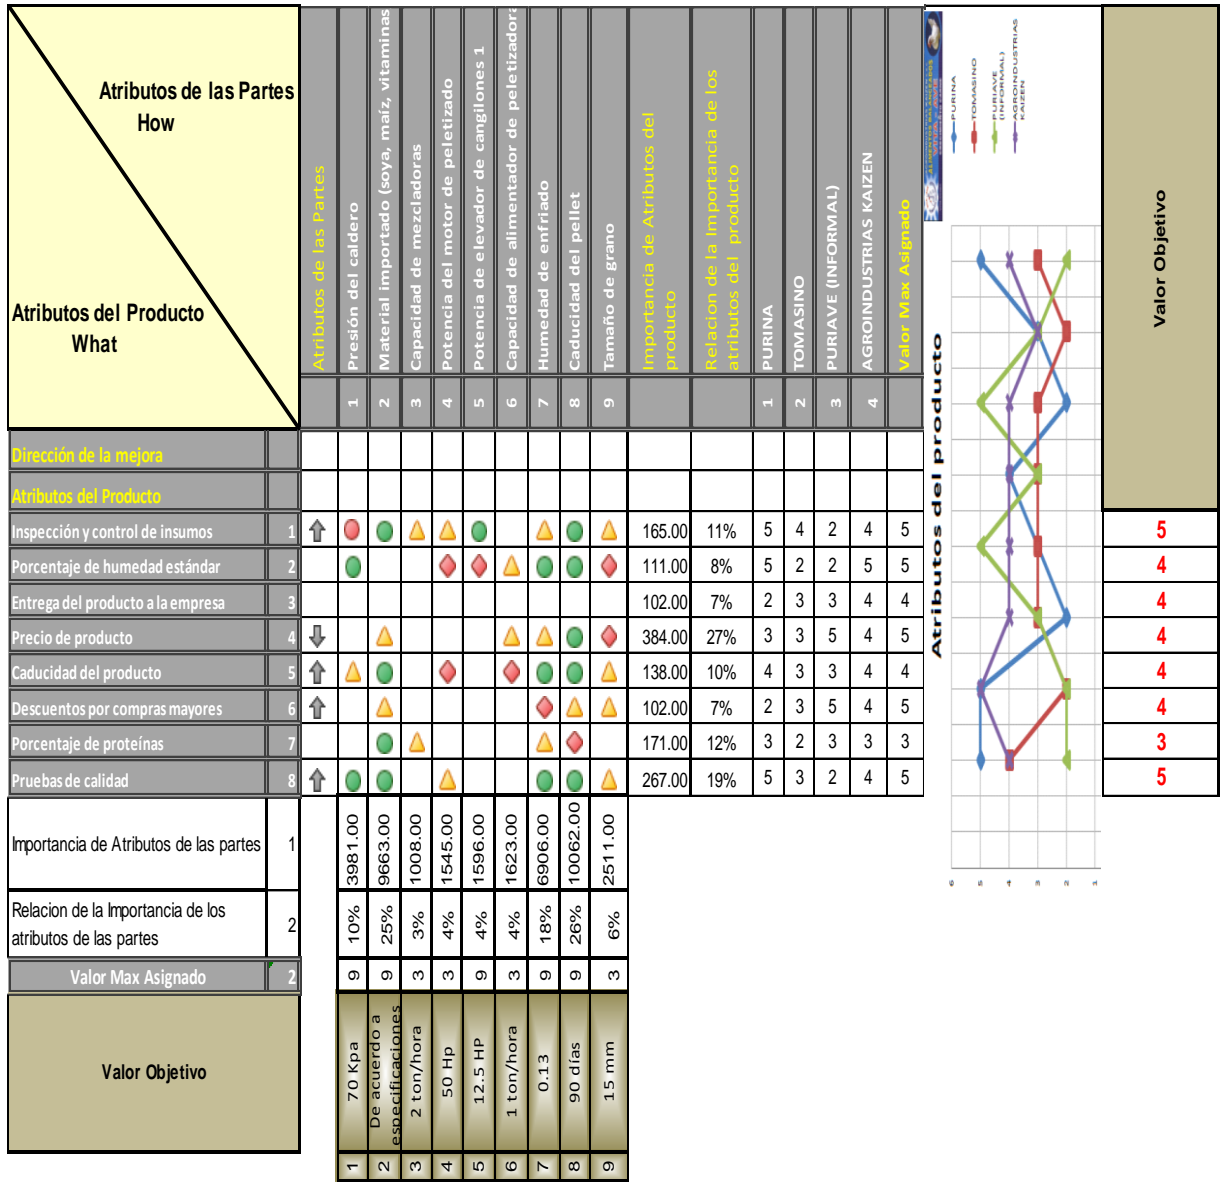 Atributos de las Partes
How
Atributos del Producto
What
Atributos de las Partes
Presión del caldero
Material importado (soya, maíz, vitaminas
Capacidad de mezcladoras
Potencia del motor de peletizado
Potencia de elevador de cangilones 1
Capacidad de alimentador de peletizadora
Humedad de enfriado
Caducidad del pellet
Tamaño de grano
Importancia de Atributos del
producto
Relacion de la Importancia de los
atributos del producto
PURINA
TOMASINO
PURIAVE (INFORMAL)
AGROINDUSTRIAS KAIZEN
Valor Max Asignado
1 2 3 4 5 6 7 8 9 1 2 3 4
PURINA
TOMASINO
PURIAVE
(INFORMAL)
AGROINDUSTRIAS
KAIZEN
Atributos del producto
6 5 4 3 2 1
Valor Objetivo
Dirección de la mejora
Atributos del Producto
Inspección y control de insumos 1 165.00 11% 5 4 2 4 5 5
Porcentaje de humedad estándar 2 111.00 8% 5 2 2 5 5 4
Entrega del producto a la empresa 3 102.00 7% 2 3 3 4 4 4
Precio de producto 4 384.00 27% 3 3 5 4 5 4
Caducidad del producto 5 138.00 10% 4 3 3 4 4 4
Descuentos por compras mayores 6 102.00 7% 2 3 5 4 5 4
Porcentaje de proteínas 7 171.00 12% 3 2 3 3 3 3
Pruebas de calidad 8 267.00 19% 5 3 2 4 5 5
Importancia de Atributos de las partes 1 3981.00 9663.00 1008.00 1545.00 1596.00 1623.00 6906.00 10062.00 2511.00
Relacion de la Importancia de los
atributos de las partes 2 10% 25% 3% 4% 4% 4% 18% 26% 6%
Valor Max Asignado 2 9 9 3 3 9 3 9 9 3
Valor Objetivo
70 Kpa
De acuerdo a
especificaciones
2 ton/hora
50 Hp
12.5 HP
1 ton/hora
0.13
90 días
15 mm
1 2 3 4 5 6 7 8 9